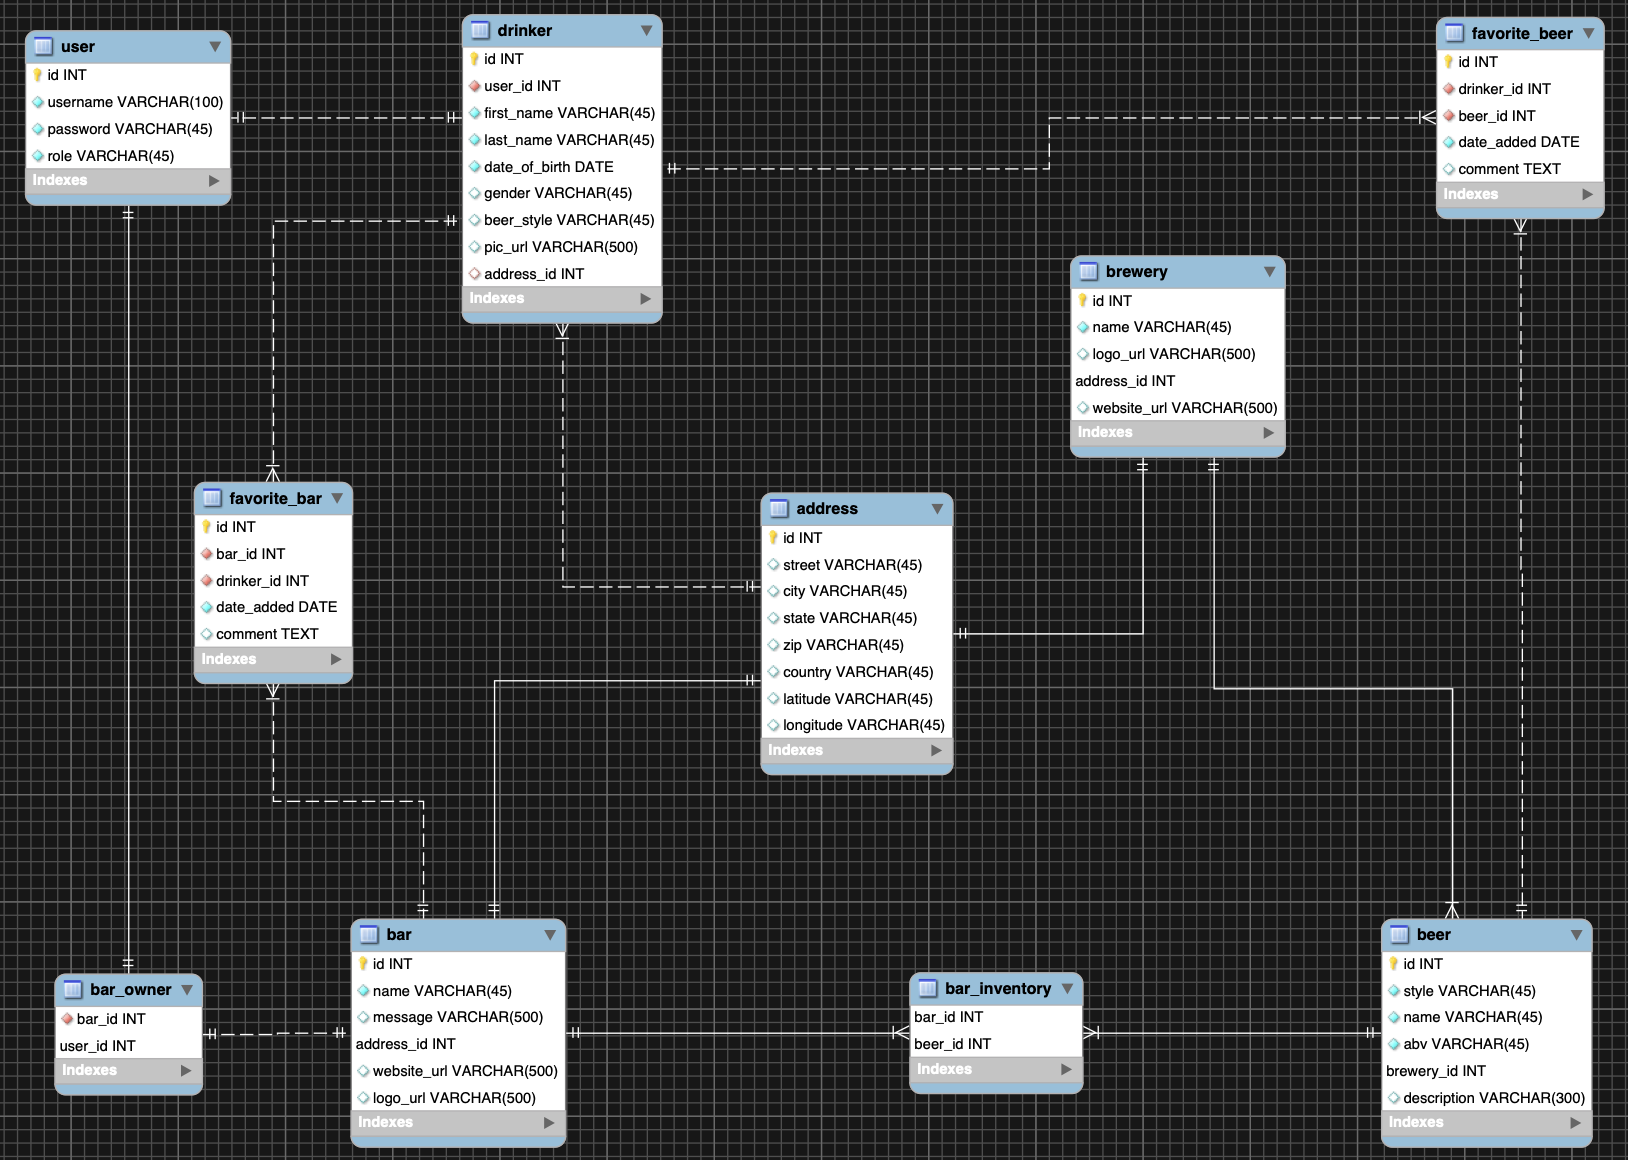 user
id INT
username VARCHAR(100)
password VARCHAR(45)
role VARCHAR(45)
Indexes
drinker
id INT
user_id INT
first_name VARCHAR(45)
last_name VARCHAR(45)
date_of_birth DATE
gender VARCHAR(45)
beer_style VARCHAR(45)
pic_url VARCHAR(500)
address_id INT
Indexes
favorite_beer
id INT
drinker_id INT
beer_id INT
date_added DATE
comment TEXT
Indexes
brewery
id INT
name VARCHAR(45)
logo_url VARCHAR(500)
address_id INT
website_url VARCHAR(500)
Indexes
favorite_bar
id INT
bar_id INT
drinker_id INT
date_added DATE
comment TEXT
Indexes
address
id INT
street VARCHAR(45)
city VARCHAR(45)
state VARCHAR(45)
zip VARCHAR(45)
country VARCHAR(45)
latitude VARCHAR(45)
longitude VARCHAR(45)
Indexes
bar_owner
bar_id INT
user_id INT
Indexes
bar
id INT
name VARCHAR(45)
message VARCHAR(500)
address_id INT
website_url VARCHAR(500)
logo_url VARCHAR(500)
Indexes
bar_inventory
bar_id INT
beer_id INT
Indexes
beer
id INT
style VARCHAR(45)
name VARCHAR(45)
abv VARCHAR(45)
brewery_id INT
description VARCHAR(300)
Indexes